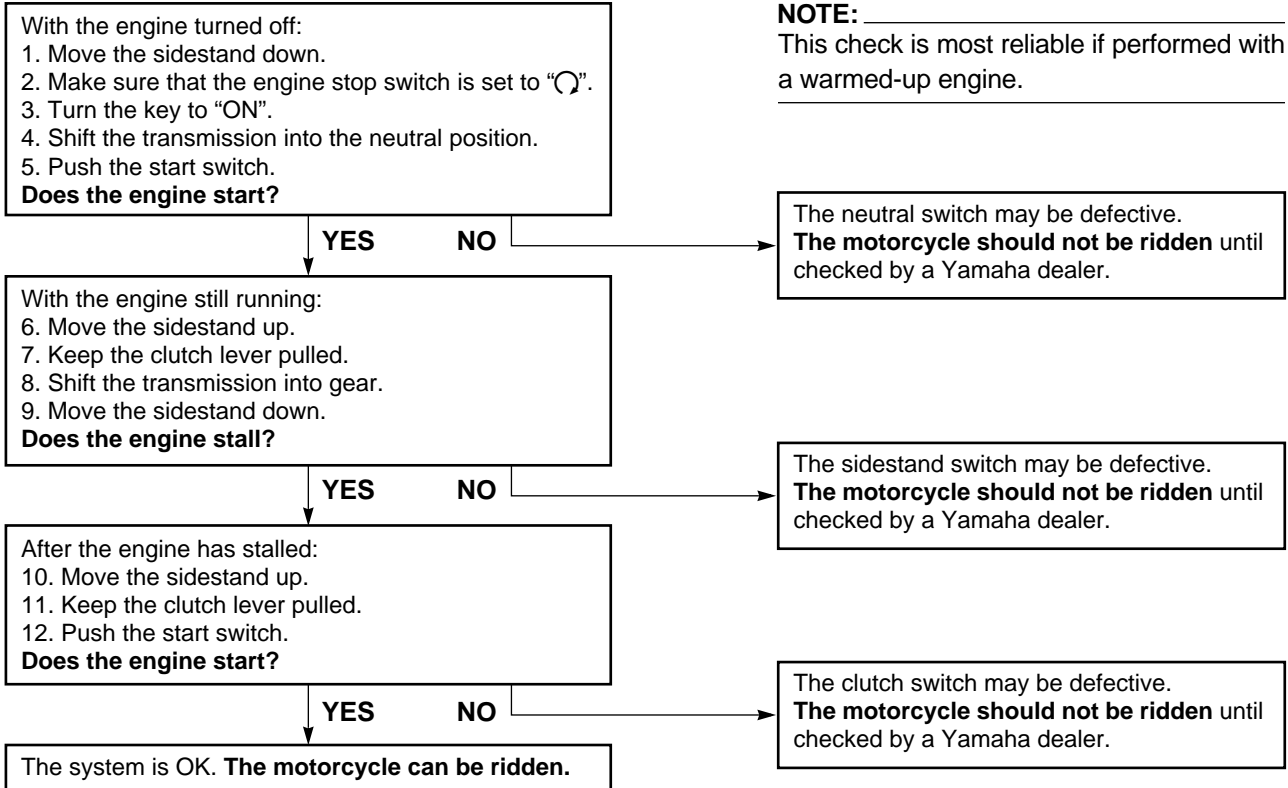 With the engine turned off:
1. Move the sidestand down.
2. Make sure that the engine stop switch is set to “”.
3. Turn the key to “ON”.
4. Shift the transmission into the neutral position.
5. Push the start switch.
Does the engine start?
NOTE:
This check is most reliable if performed with
a warmed-up engine.
YES NO
The neutral switch may be defective.
The motorcycle should not be ridden until
checked by a Yamaha dealer.
With the engine still running:
6. Move the sidestand up.
7. Keep the clutch lever pulled.
8. Shift the transmission into gear.
9. Move the sidestand down.
Does the engine stall?
YES NO
The sidestand switch may be defective.
The motorcycle should not be ridden until
checked by a Yamaha dealer.
After the engine has stalled:
10. Move the sidestand up.
11. Keep the clutch lever pulled.
12. Push the start switch.
Does the engine start?
YES NO
The clutch switch may be defective.
The motorcycle should not be ridden until
checked by a Yamaha dealer.
The system is OK. The motorcycle can be ridden.